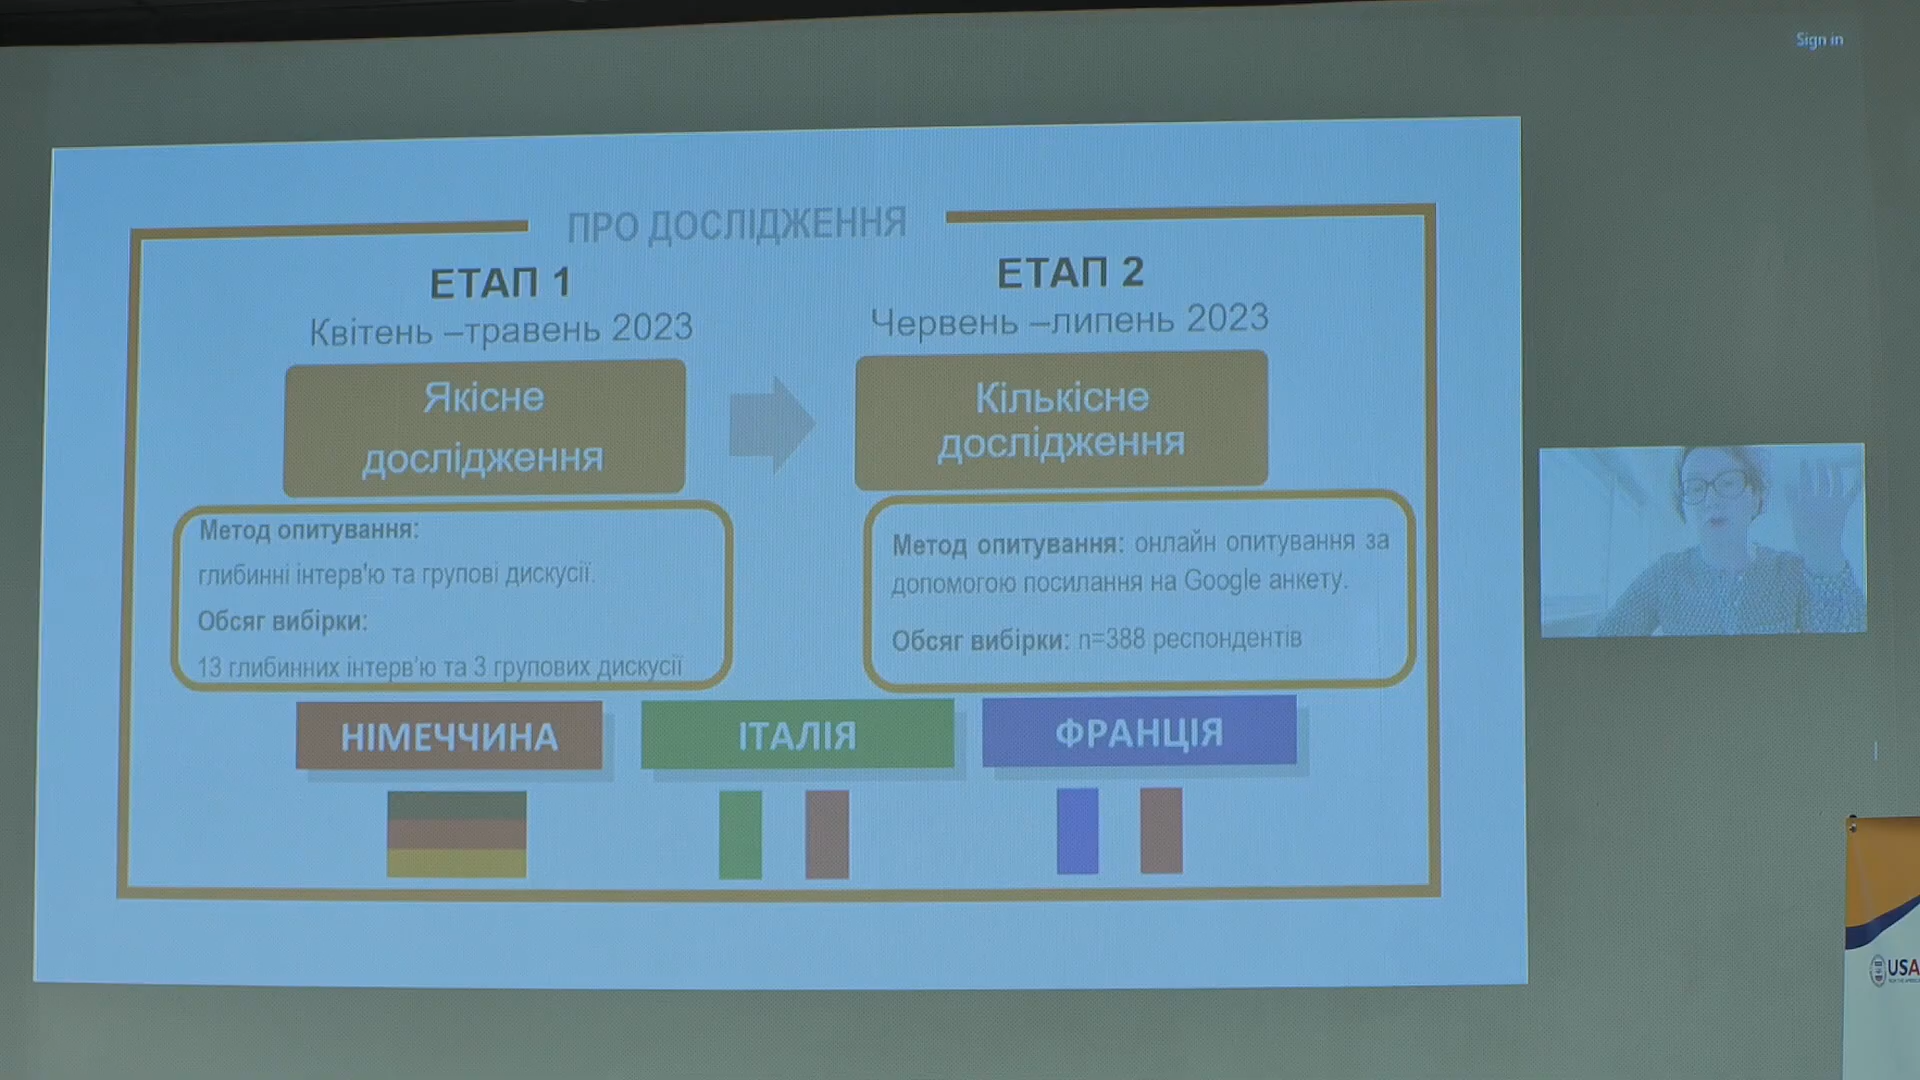 Sign in
ПРО ДОСЛІДЖЕННЯ
ЕТАП 1
Квітень –травень 2023
Якісне
дослідження
Метод опитування:
глибинні інтерв'ю та групові дискусії.
Обсяг вибірки:
13 глибинних інтерв'ю та 3 групових дискусії
ЕТАП 2
Червень –липень 2023
Кількісне
дослідження
Метод опитування: онлайн опитування за
допомогою посилання на Google анкету.
Обсяг вибірки: n=388 респондентів
НІМЕЧЧИНА
ІТАЛІЯ
ФРАНЦІЯ
USA